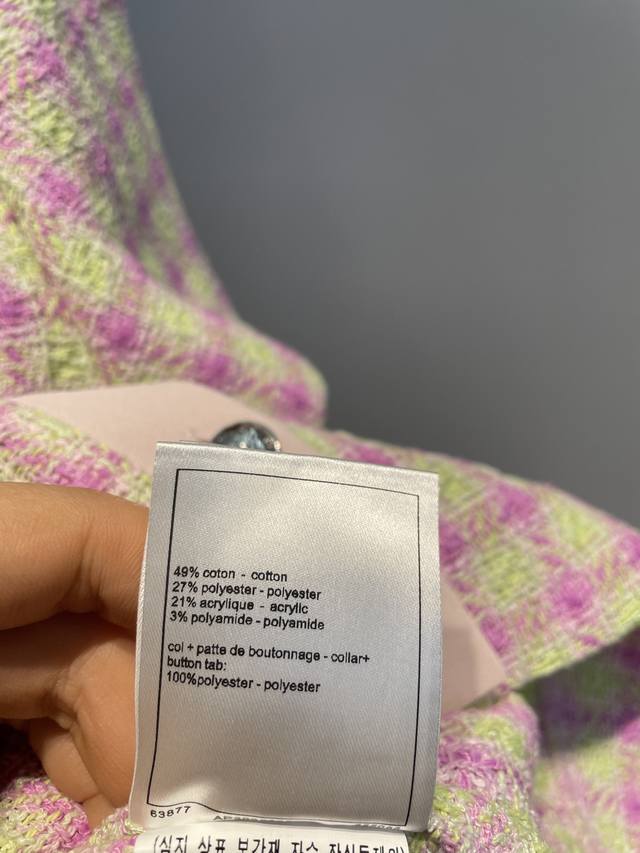 49% coton - cotton
27% polyester - polyester
21% acrylique - acrylic
3% polyamide - polyamide
col + patte de boutonnage - collar+
button tab:
100%polyester - polyester
63877